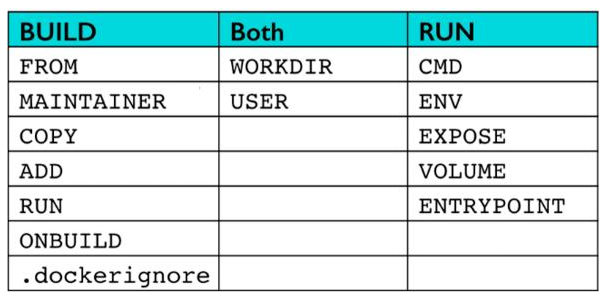 BUILD Both RUN
FROM WORKDIR CMD
MAINTAINER USER ENV
COPY EXPOSE
ADD VOLUME
RUN ENTRYPOINT
ONBUILD
.dockerignore